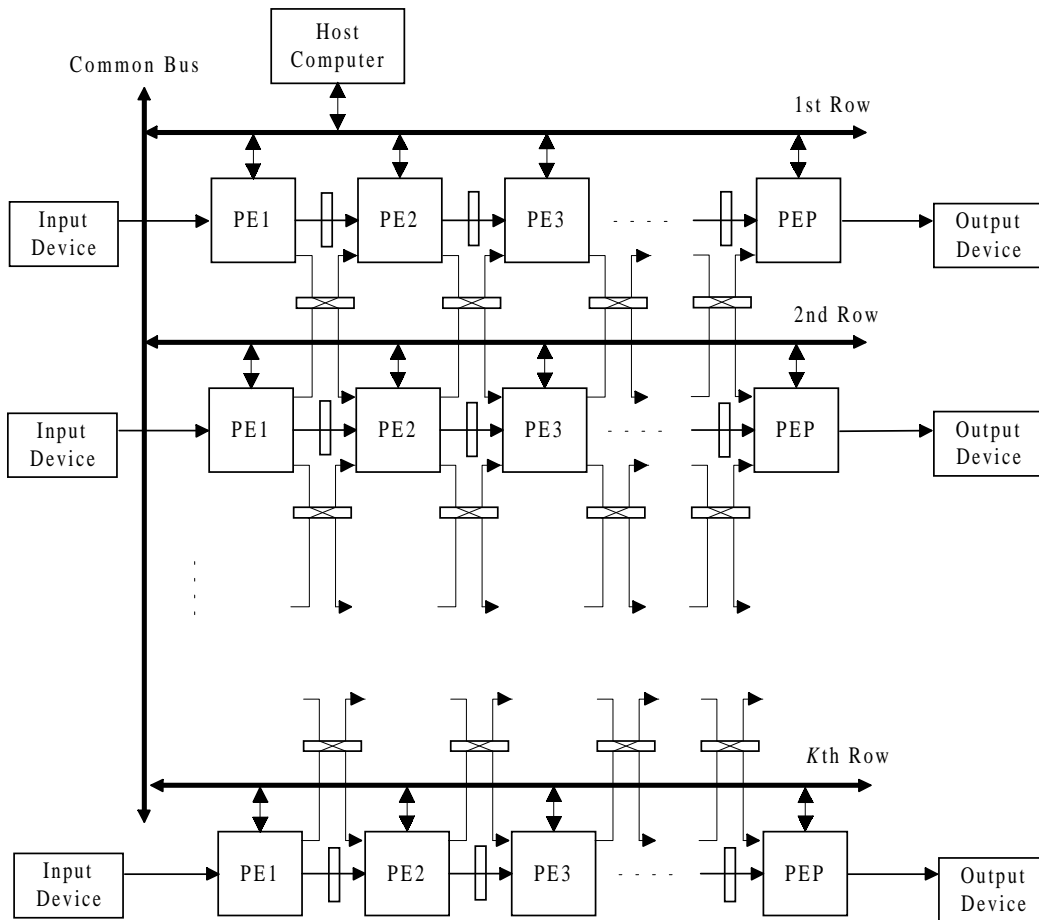 Host
Computer
Common Bus
1st Row
Input
Device
PE1
PE2
PE3
. . . .
PEP
Output
Device
2nd Row
Input
Device
PE1
PE2
PE3
. . . .
PEP
Output
Device
. . . .
Kth Row
Input
Device
PE1
PE2
PE3
. . . .
PEP
Output
Device